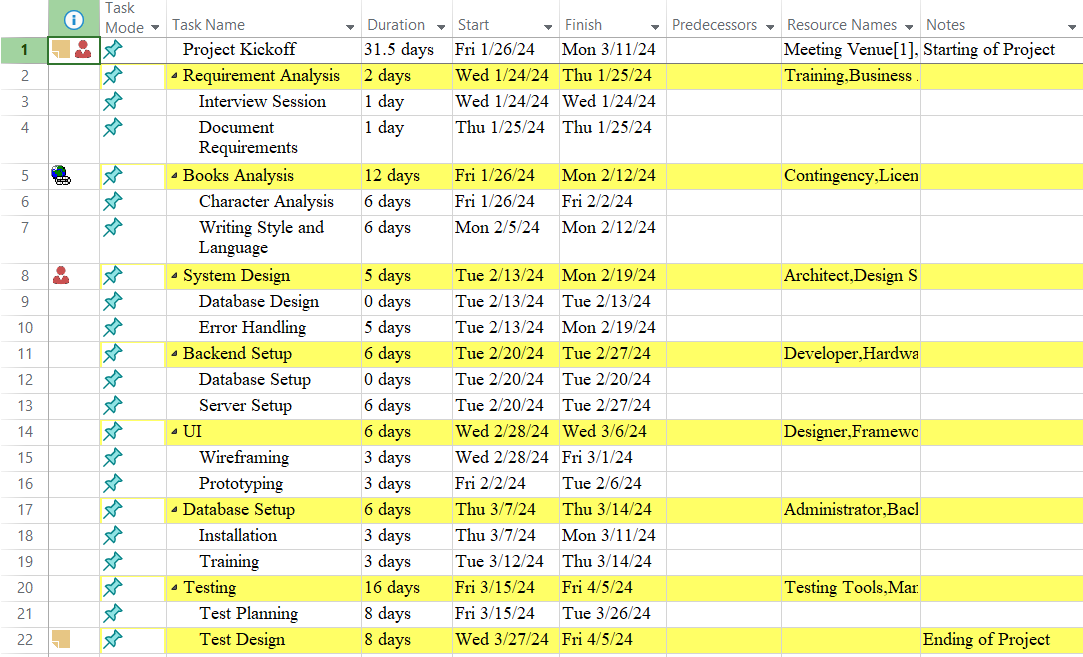 Task Mode Task Name Duration Start Finish Predecessors Resource Names Notes
1 Project Kickoff 31.5 days Fri 1/26/24 Mon 3/11/24 Meeting Venue[1], Starting of Project
2 Requirement Analysis 2 days Wed 1/24/24 Thu 1/25/24 Training,Business
3 Interview Session 1 day Wed 1/24/24 Wed 1/24/24
4 Document Requirements 1 day Thu 1/25/24 Thu 1/25/24
5 Books Analysis 12 days Fri 1/26/24 Mon 2/12/24 Contingency,Licen
6 Character Analysis 6 days Fri 1/26/24 Fri 2/2/24
7 Writing Style and Language 6 days Mon 2/5/24 Mon 2/12/24
8 System Design 5 days Tue 2/13/24 Mon 2/19/24 Architect,Design S
9 Database Design 0 days Tue 2/13/24 Tue 2/13/24
10 Error Handling 5 days Tue 2/13/24 Mon 2/19/24
11 Backend Setup 6 days Tue 2/20/24 Tue 2/27/24 Developer,Hardwa
12 Database Setup 0 days Tue 2/20/24 Tue 2/20/24
13 Server Setup 6 days Tue 2/20/24 Tue 2/27/24
14 UI 6 days Wed 2/28/24 Wed 3/6/24 Designer,Framewo
15 Wireframing 3 days Wed 2/28/24 Fri 3/1/24
16 Prototyping 3 days Fri 2/2/24 Tue 2/6/24
17 Database Setup 6 days Thu 3/7/24 Thu 3/14/24 Administrator,Bacl
18 Installation 3 days Thu 3/7/24 Mon 3/11/24
19 Training 3 days Tue 3/12/24 Thu 3/14/24
20 Testing 16 days Fri 3/15/24 Fri 4/5/24 Testing Tools,Mar
21 Test Planning 8 days Fri 3/15/24 Tue 3/26/24
22 Test Design 8 days Wed 3/27/24 Fri 4/5/24 Ending of Project